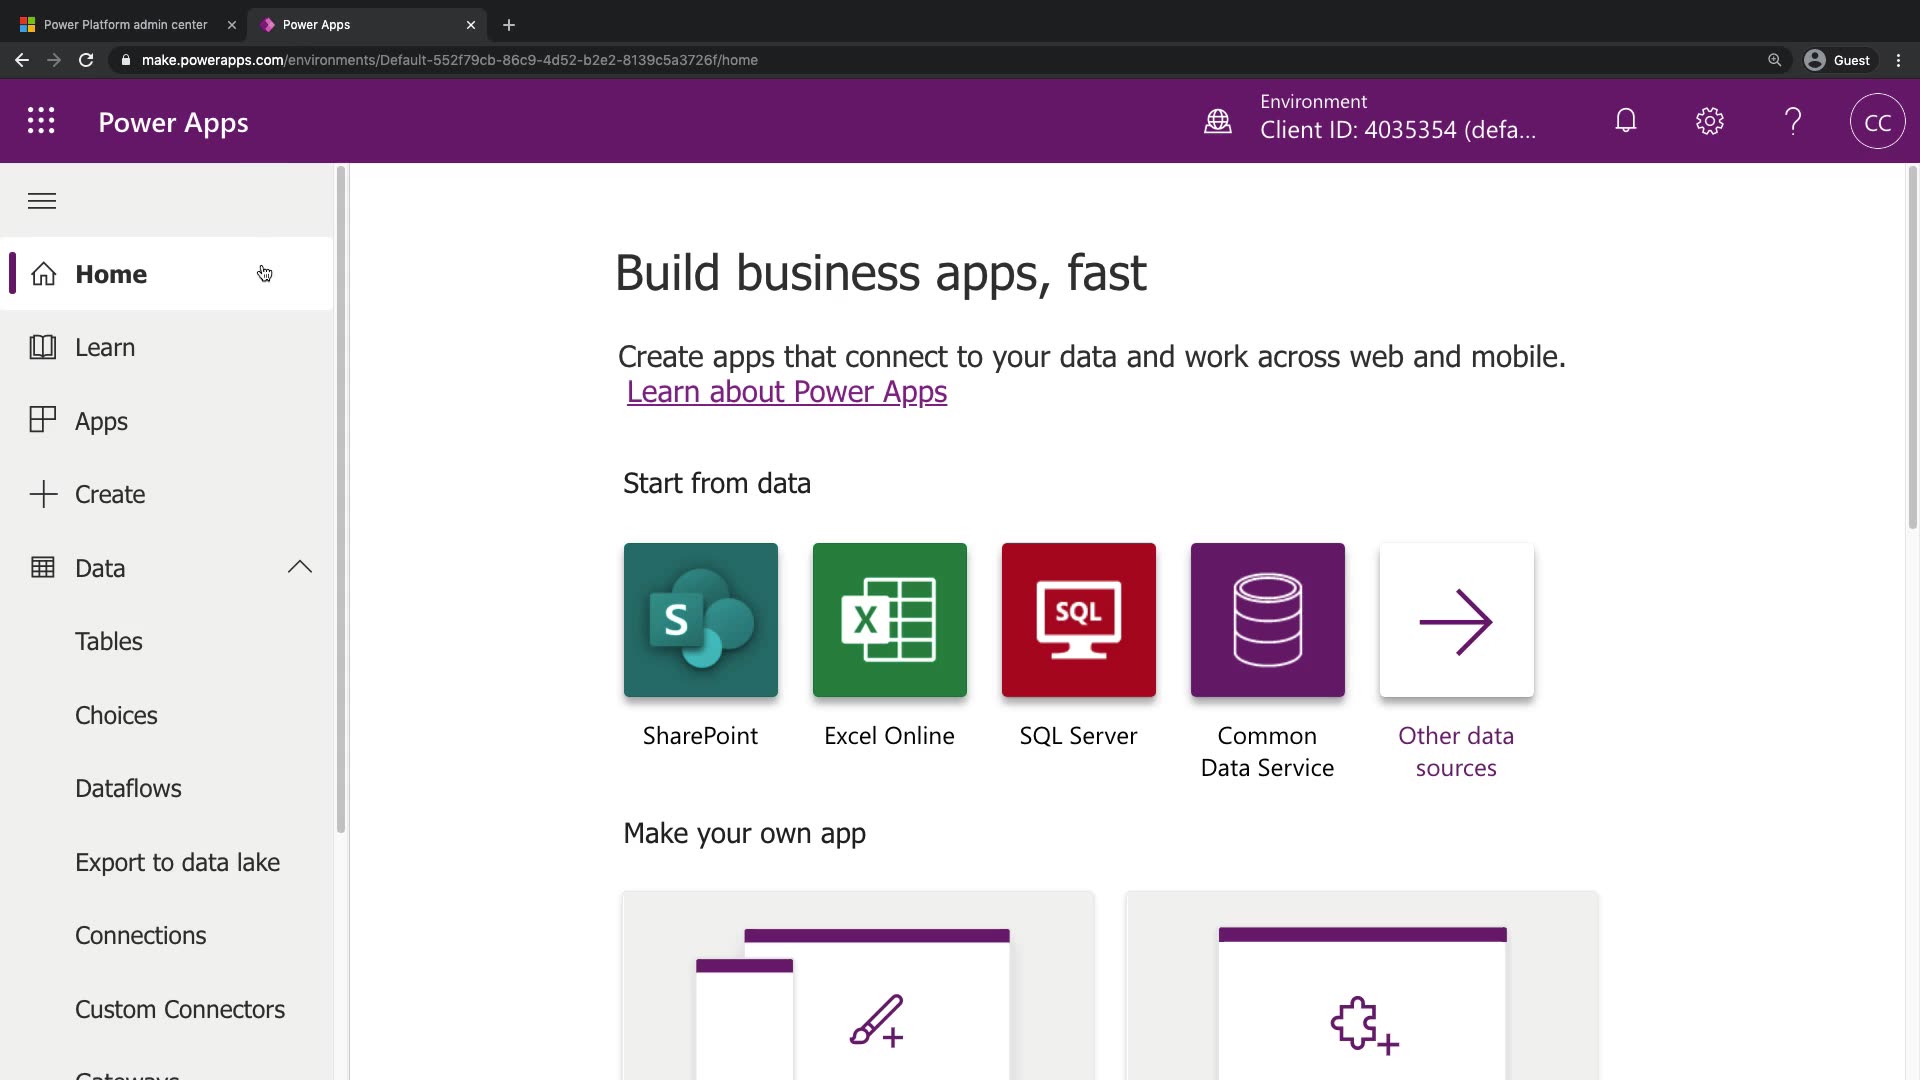 Power Platform admin center
Power Apps
make.powerapps.com/environments/Default-552f79cb-86c9-4d52-b2e2-8139c5a3726f/home
Guest
Power Apps
Environment
Client ID: 4035354 (defa...
CC
Home
Learn
Apps
Create
Data
Tables
Choices
Dataflows
Export to data lake
Connections
Custom Connectors
Gateways
Build business apps, fast
Create apps that connect to your data and work across web and mobile.
Learn about Power Apps
Start from data
S
X
SQL
SharePoint
Excel Online
SQL Server
Common
Data Service
Other data
sources
Make your own app